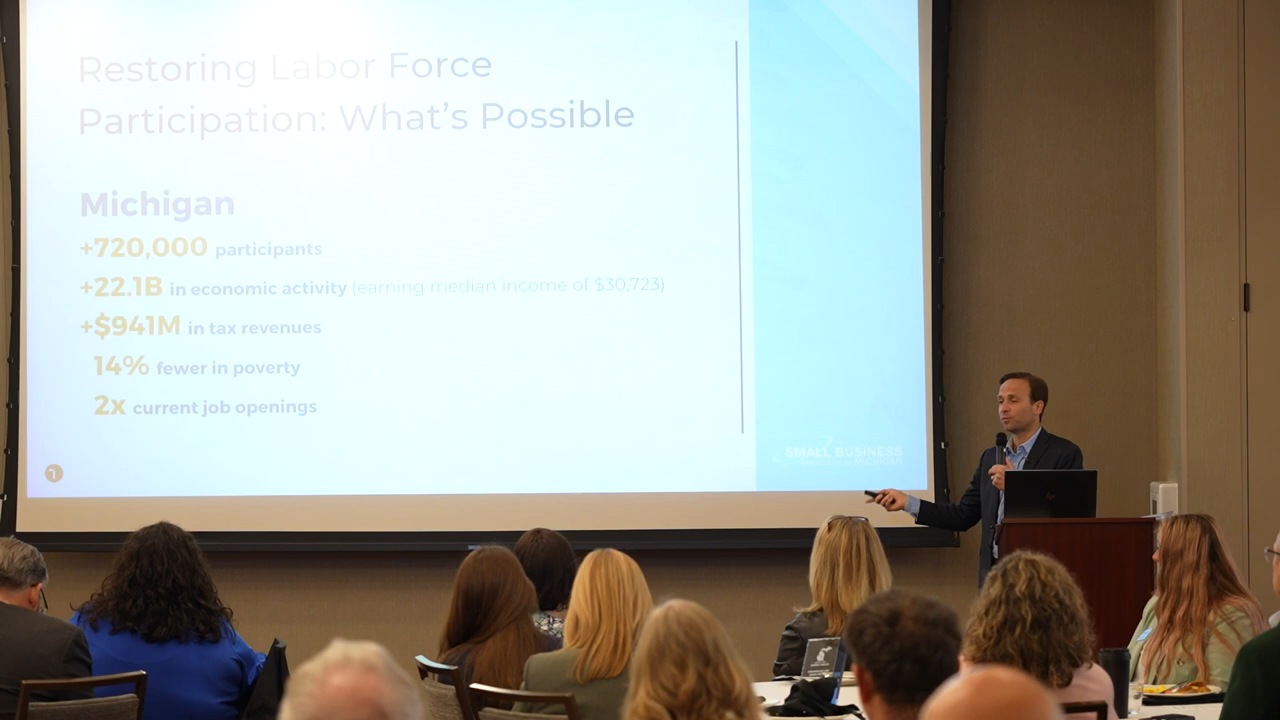 Restoring Labor Force
Participation: What's Possible
Michigan
+720,000 participants
+22.1B in economic activity (earning median income of $30,723)
+$941M in tax revenues
14% fewer in poverty
2x current job openings
SMALL BUSINESS